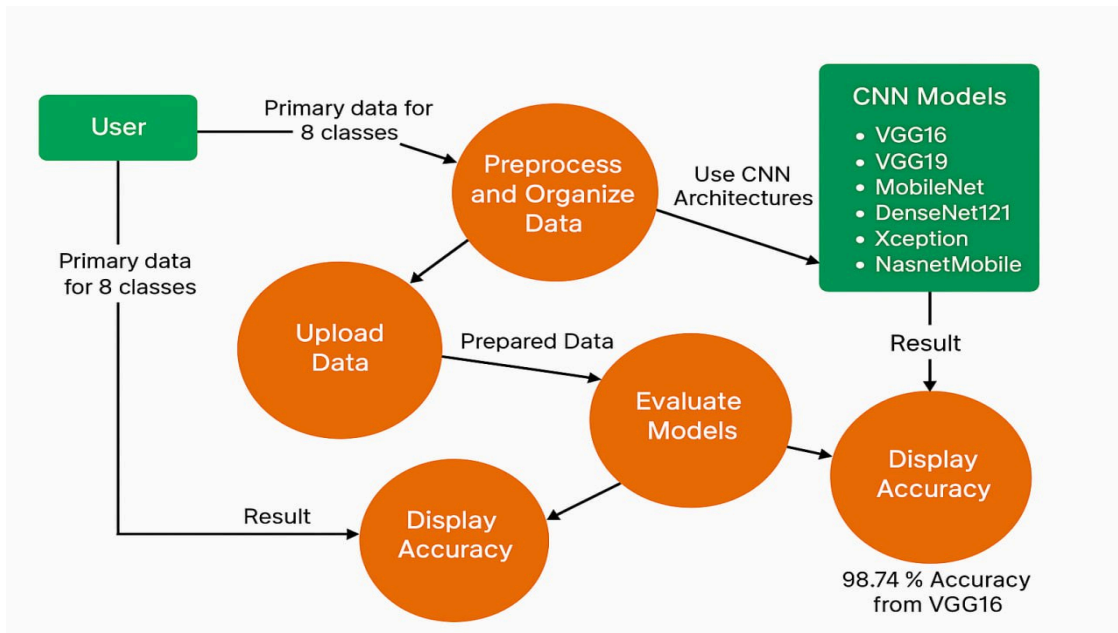 User
Primary data for
8 classes
Preprocess
and Organize
Data
Use CNN
Architectures
CNN Models
• VGG16
• VGG19
• MobileNet
• DenseNet121
• Xception
• NasnetMobile
Primary data
for 8 classes
Upload
Data
Prepared Data
Evaluate
Models
Result
Display
Accuracy
98.74 % Accuracy
from VGG16
Result
Display
Accuracy